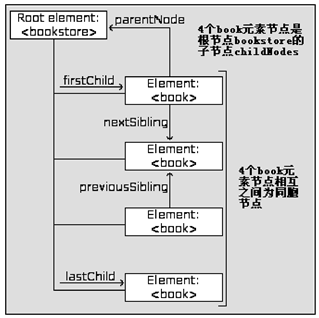 Root element:
<bookstore>
parentNode
4个book元素节点是
根节点bookstore的
子节点childNodes
firstChild
Element:
<book>
nextSibling
Element:
<book>
previousSibling
4个book元
素节点相互
之间为同胞
节点
Element:
<book>
lastChild
Element:
<book>